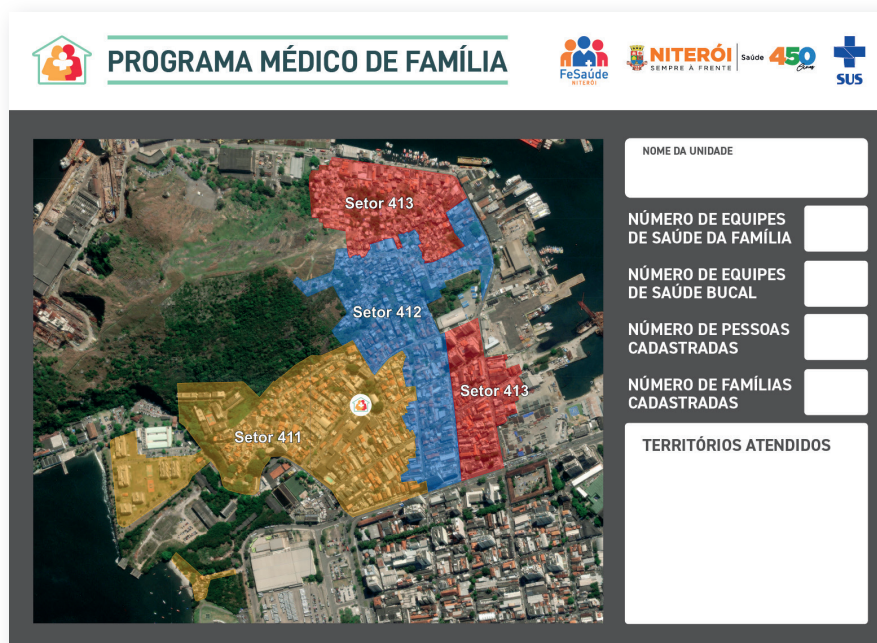 PROGRAMA MÉDICO DE FAMÍLIA
FeSaúde
NITERÓI
NITERÓI
SEMPRE À FRENTE
Saúde
450
anos
SUS
Setor 413
Setor 412
Setor 413
Setor 411
NOME DA UNIDADE
NÚMERO DE EQUIPES
DE SAÚDE DA FAMÍLIA
NÚMERO DE EQUIPES
DE SAÚDE BUCAL
NÚMERO DE PESSOAS
CADASTRADAS
NÚMERO DE FAMÍLIAS
CADASTRADAS
TERRITÓRIOS ATENDIDOS